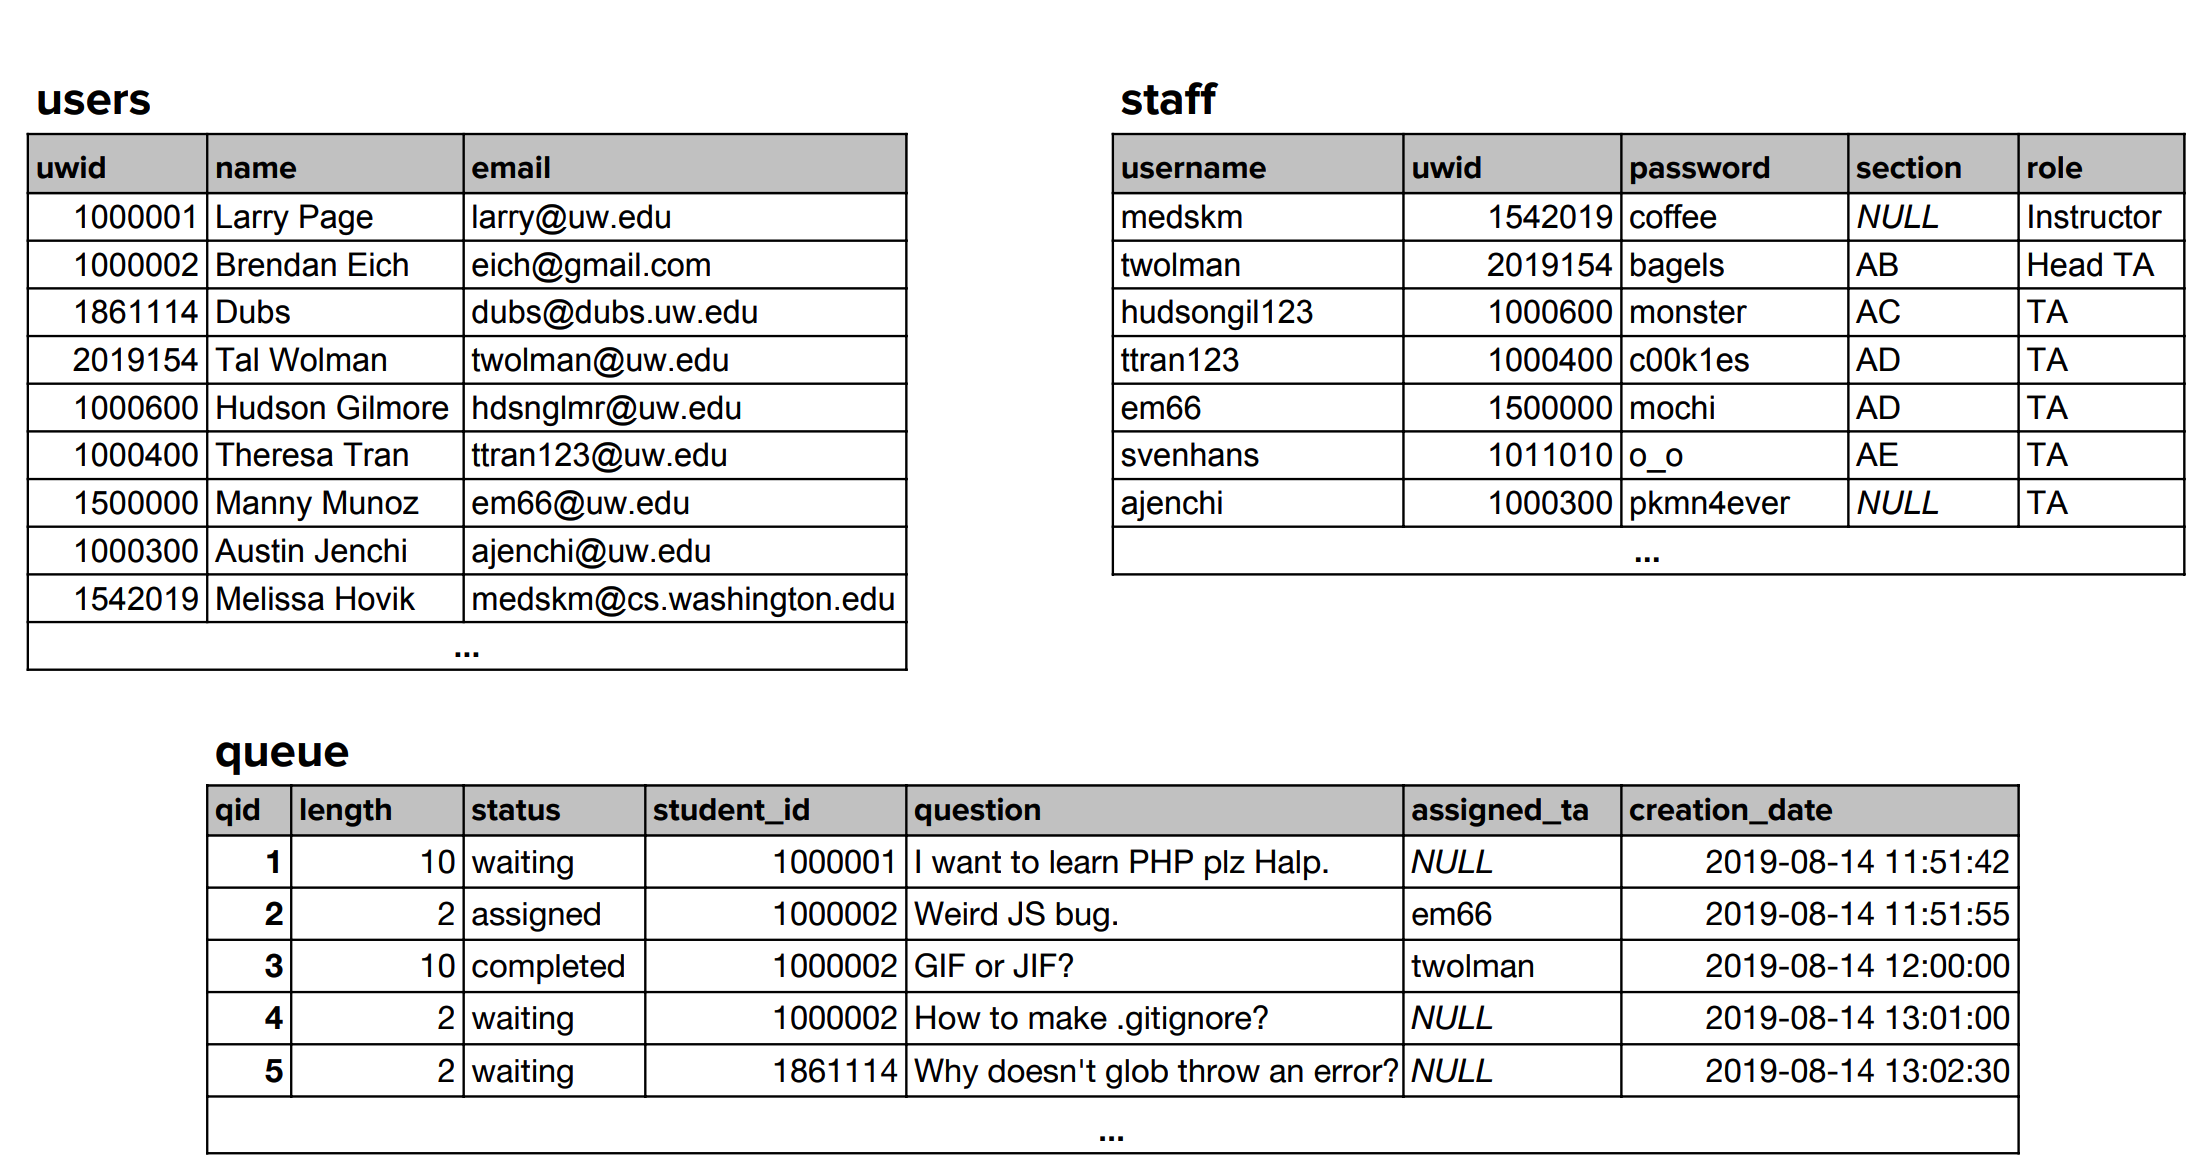 users
uwid name email
1000001 Larry Page larry@uw.edu
1000002 Brendan Eich eich@gmail.com
1861114 Dubs dubs@dubs.uw.edu
2019154 Tal Wolman twolman@uw.edu
1000600 Hudson Gilmore hdsnglmr@uw.edu
1000400 Theresa Tran ttran123@uw.edu
1500000 Manny Munoz em66@uw.edu
1000300 Austin Jenchi ajenchi@uw.edu
1542019 Melissa Hovik medskm@cs.washington.edu
...
staff
username uwid password section role
medskm 1542019 coffee NULL Instructor
twolman 2019154 bagels AB Head TA
hudsongil123 1000600 monster AC TA
ttran123 1000400 c00k1es AD TA
em66 1500000 mochi AD TA
svenhans 1011010 o_o AE TA
ajenchi 1000300 pkmn4ever NULL TA
...
queue
qid length status student_id question assigned_ta creation_date
1 10 waiting 1000001 I want to learn PHP plz Halp. NULL 2019-08-14 11:51:42
2 2 assigned 1000002 Weird JS bug. em66 2019-08-14 11:51:55
3 10 completed 1000002 GIF or JIF? twolman 2019-08-14 12:00:00
4 2 waiting 1000002 How to make .gitignore? NULL 2019-08-14 13:01:00
5 2 waiting 1861114 Why doesn't glob throw an error? NULL 2019-08-14 13:02:30
...